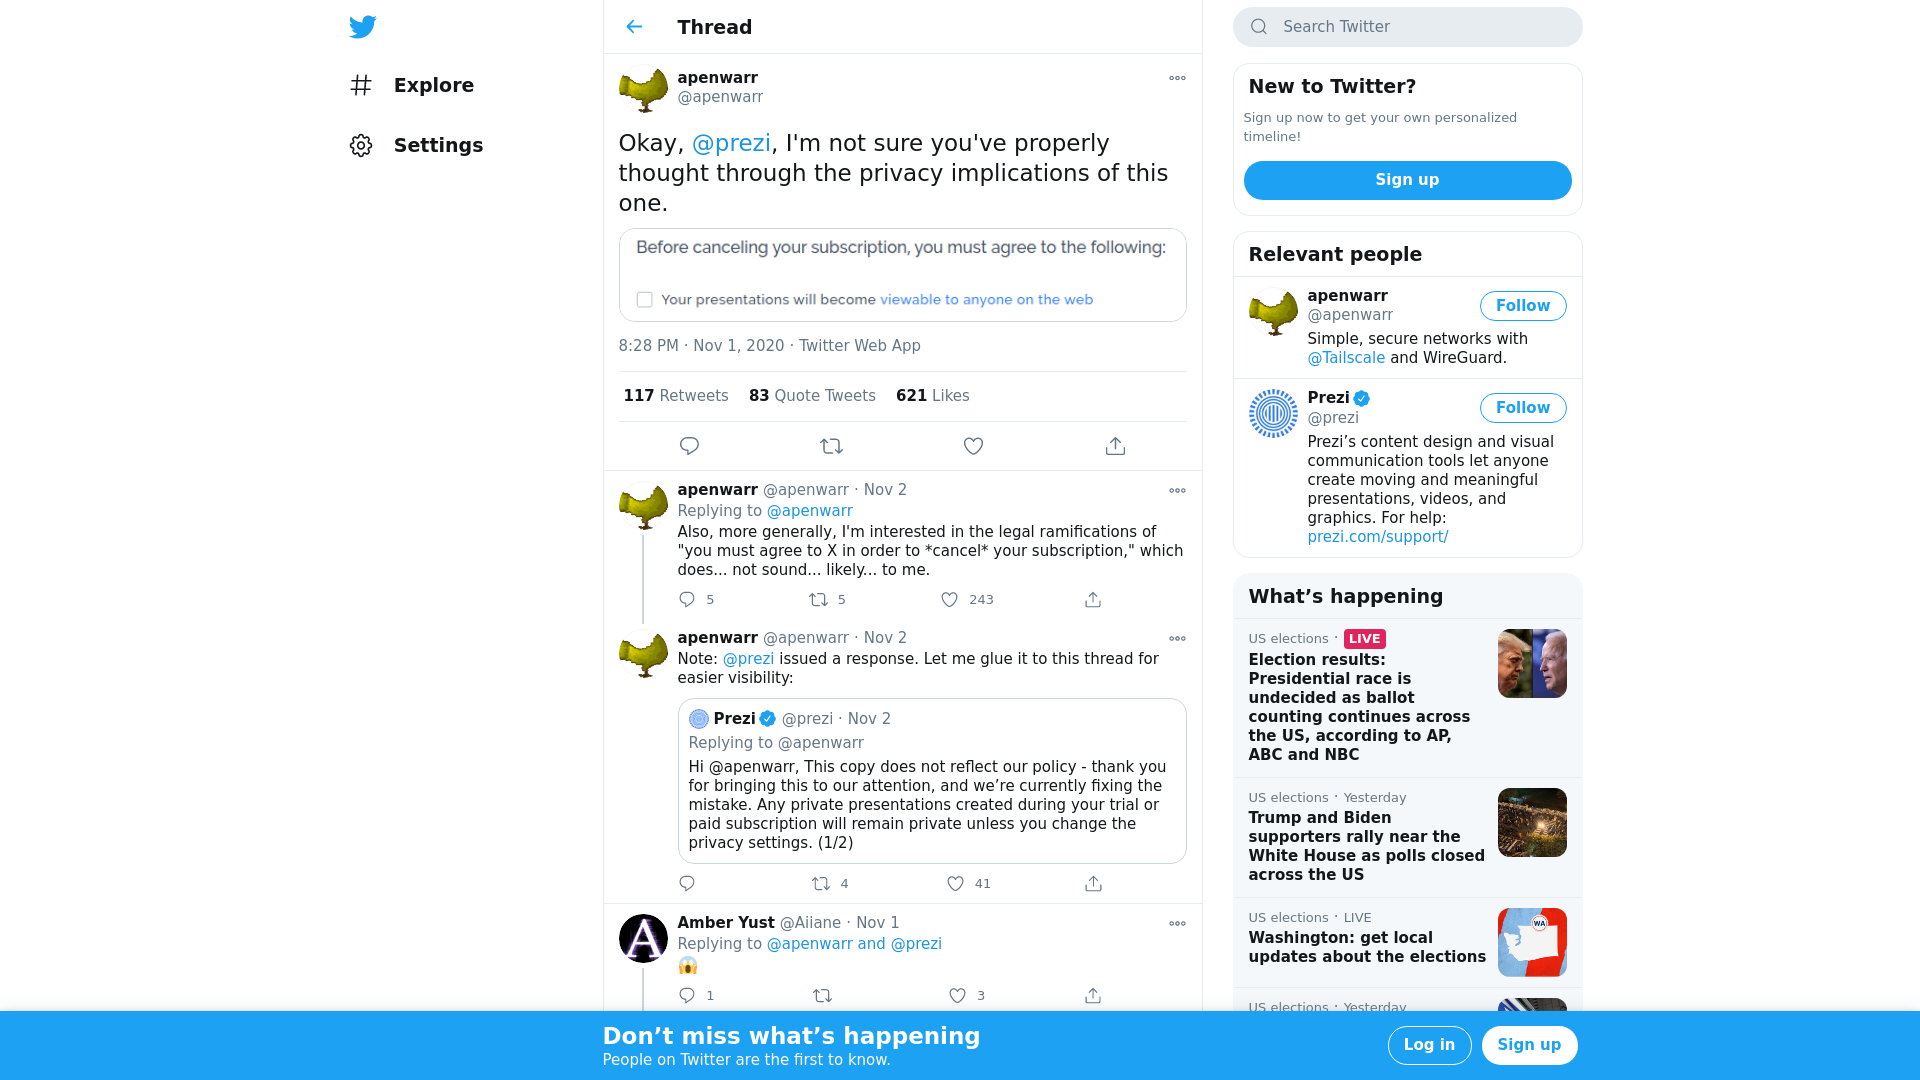 Explore
Settings
Thread
apenwarr
@apenwarr
Okay, @prezi, I'm not sure you've properly
thought through the privacy implications of this
one.
Before canceling your subscription, you must agree to the following:
Your presentations will become viewable to anyone on the web
8:28 PM · Nov 1, 2020 · Twitter Web App
117 Retweets 83 Quote Tweets 621 Likes
apenwarr @apenwarr · Nov 2
Replying to @apenwarr
Also, more generally, I'm interested in the legal ramifications of
"you must agree to X in order to *cancel* your subscription," which
does... not sound... likely... to me.
5 5 243
apenwarr @apenwarr · Nov 2
Note: @prezi issued a response. Let me glue it to this thread for
easier visibility:
Prezi @prezi · Nov 2
Replying to @apenwarr
Hi @apenwarr, This copy does not reflect our policy - thank you
for bringing this to our attention, and we’re currently fixing the
mistake. Any private presentations created during your trial or
paid subscription will remain private unless you change the
privacy settings. (1/2)
4 41
Amber Yust @Aiiane · Nov 1
Replying to @apenwarr and @prezi
😱
1 3
Search Twitter
New to Twitter?
Sign up now to get your own personalized
timeline!
Sign up
Relevant people
apenwarr
@apenwarr
Follow
Simple, secure networks with
@Tailscale and WireGuard.
Prezi
@prezi
Follow
Prezi’s content design and visual
communication tools let anyone
create moving and meaningful
presentations, videos, and
graphics. For help:
prezi.com/support/
What’s happening
US elections · LIVE
Election results:
Presidential race is
undecided as ballot
counting continues across
the US, according to AP,
ABC and NBC
US elections · Yesterday
Trump and Biden
supporters rally near the
White House as polls closed
across the US
US elections · LIVE
Washington: get local
updates about the elections
WA
US elections · Yesterday
Don’t miss what’s happening
People on Twitter are the first to know.
Log in
Sign up